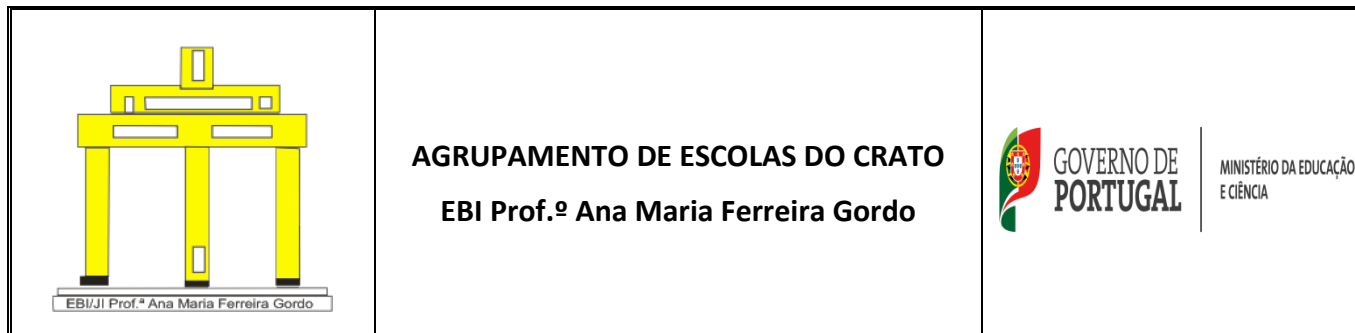 EBI/JI Prof.ª Ana Maria Ferreira Gordo
AGRUPAMENTO DE ESCOLAS DO CRATO
EBI Prof.º Ana Maria Ferreira Gordo
GOVERNO DE
PORTUGAL
MINISTÉRIO DA EDUCAÇÃO
E CIÊNCIA